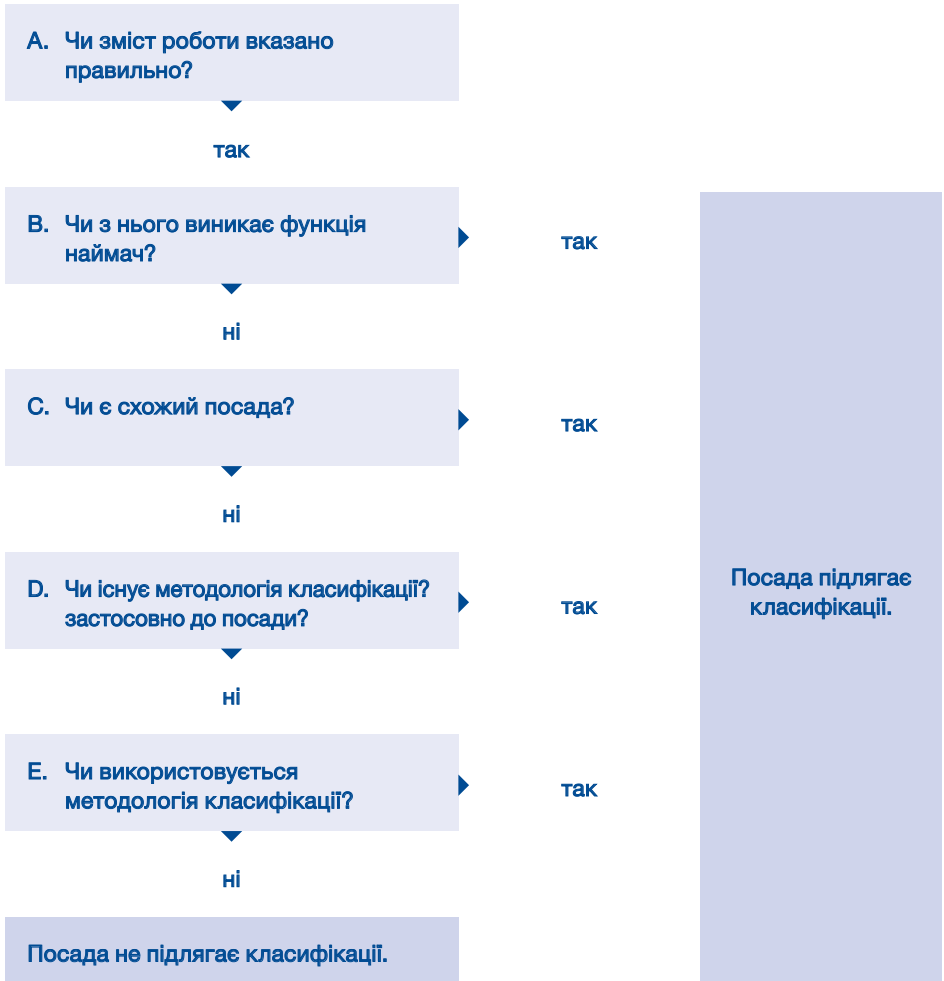 A. Чи зміст роботи вказано
правильно?
так
B. Чи з нього виникає функція
наймач?
так
ні
C. Чи є схожий посада?
так
ні
D. Чи існує методологія класифікації?
застосовно до посади?
так
Посада підлягає
класифікації.
ні
E. Чи використовується
методологія класифікації?
так
ні
Посада не підлягає класифікації.